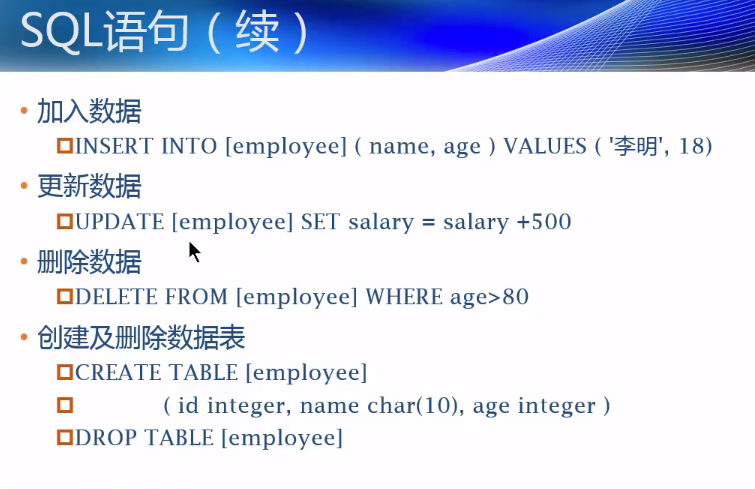 SQL语句（续）
加入数据
INSERT INTO [employee] ( name, age ) VALUES ( '李明', 18)
更新数据
UPDATE [employee] SET salary = salary +500
删除数据
DELETE FROM [employee] WHERE age>80
创建及删除数据表
CREATE TABLE [employee]
( id integer, name char(10), age integer )
DROP TABLE [employee]